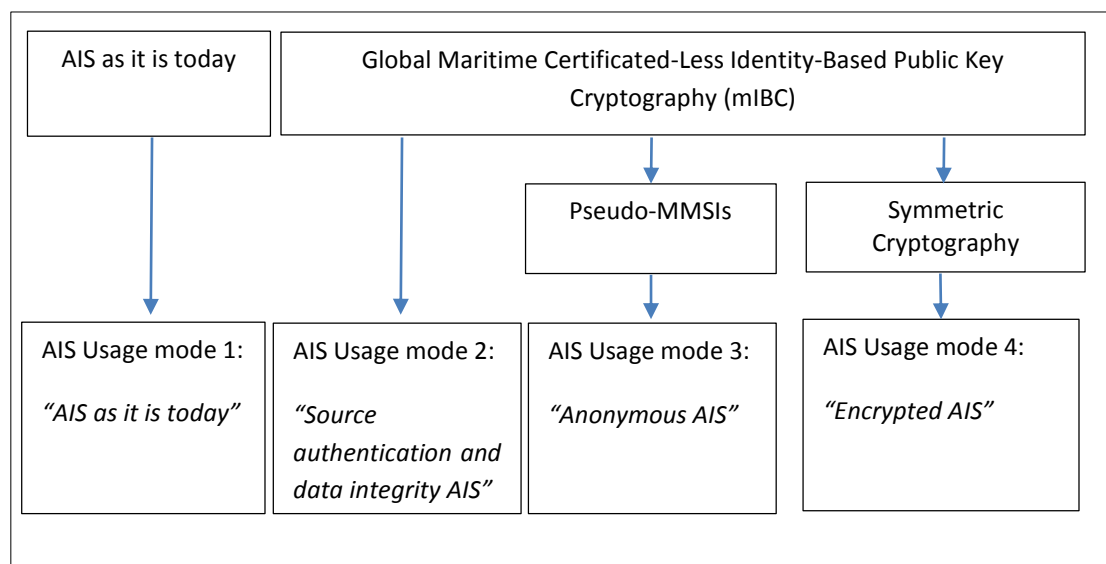 AIS as it is today
Global Maritime Certificated-Less Identity-Based Public Key
Cryptography (mIBC)
Pseudo-MMSIs
Symmetric
Cryptography
AIS Usage mode 1:
“AIS as it is today”
AIS Usage mode 2:
“Source
authentication and
data integrity AIS”
AIS Usage mode 3:
“Anonymous AIS”
AIS Usage mode 4:
“Encrypted AIS”